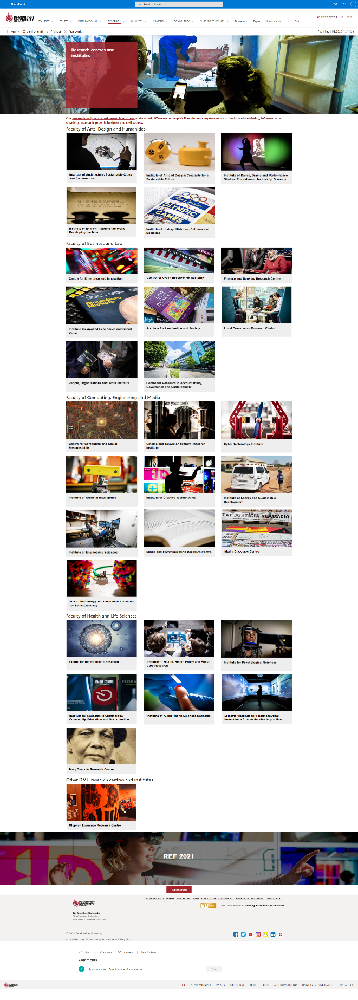 SharePoint
Search this site
DE MONTFORT
UNIVERSITY
LEICESTER
COURSES STUDY INTERNATIONAL RESEARCH BUSINESS CAMPUS COMMUNITY CURRENT STUDENTS Documents Pages Site contents Edit
Not following Share
New Send by email Promote Page details
Published 11/2/2020 Edit
Research centres and
institutes
Our internationally renowned research institutes make a real difference to people's lives through improvements to health and well-being, infrastructure,
creativity, economic growth, business and civil society.
Faculty of Arts, Design and Humanities
Institute of Architecture: Sustainable Cities
and Communities
Institute of Art and Design: Creativity for a
Sustainable Future
Institute of Dance, Drama and Performance
Studies: Embodiment, Inclusivity, Diversity
OLYMPIC
GAMES
Institute of English: Reading the World
Developing the Mind
Institute of History: Histories, Cultures and
Societies
Faculty of Business and Law
Jonathan S. Davies
Centre for Enterprise and Innovation
Centre for Urban Research on Austerity
Finance and Banking Research Centre
Bloomberg
Markets
LAW
PASSIONS
Institute for Applied Economics and Social
Value
Institute for Law, Justice and Society
Local Governance Research Centre
People, Organisations and Work Institute
Centre for Research in Accountability,
Governance and Sustainability
Faculty of Computing, Engineering and Media
ke your mark
Centre for Computing and Social
Responsibility
Cinema and Television History Research
Institute
Cyber Technology Institute
Institute of Artificial Intelligence
Institute of Creative Technologies
Institute of Energy and Sustainable
Development
TAT JUSTÍCIA REPARACIÓ
Institute of Engineering Sciences
Media and Communication Research Centre
Media Discourse Centre
Music, Technology and Innovation - Institute
for Sonic Creativity
Faculty of Health and Life Sciences
Centre for Reproduction Research
Institute of Health, Health Policy and Social
Care Research
Institute for Psychological Sciences
REMOTE CONTROL
PROBA
Institute for Research in Criminology,
Community, Education and Social Justice
Institute of Allied Health Sciences Research
Leicester Institute for Pharmaceutical
Innovation - from molecules to practice
Mary Seacole Research Centre
Other DMU research centres and institutes
Stephen Lawrence Research Centre
REF 2021
Learn more
ACADEMIC STAFF EVENTS JOBS AT DMU NEWS SCHOOLS AND DEPARTMENTS UNIVERSITY GOVERNANCE CONTACT US
DE MONTFORT
UNIVERSITY
LEICESTER
TEF Gold
Teaching Excellence Framework
De Montfort University
The Gateway, Leicester
LE1 9BH UNITED KINGDOM
© 2020 De Montfort University
Accessibility Legal Modern Slavery Act statements Privacy Text
Like Comment 8 Views Save for later
Comments
Add a comment. Type @ to mention someone
Post
DE MONTFORT
UNIVERSITY
Edit ACADEMIC STAFF EVENTS JOBS AT DMU NEWS SCHOOLS AND DEPARTMENTS UNIVERSITY GOVERNANCE CONTACT US